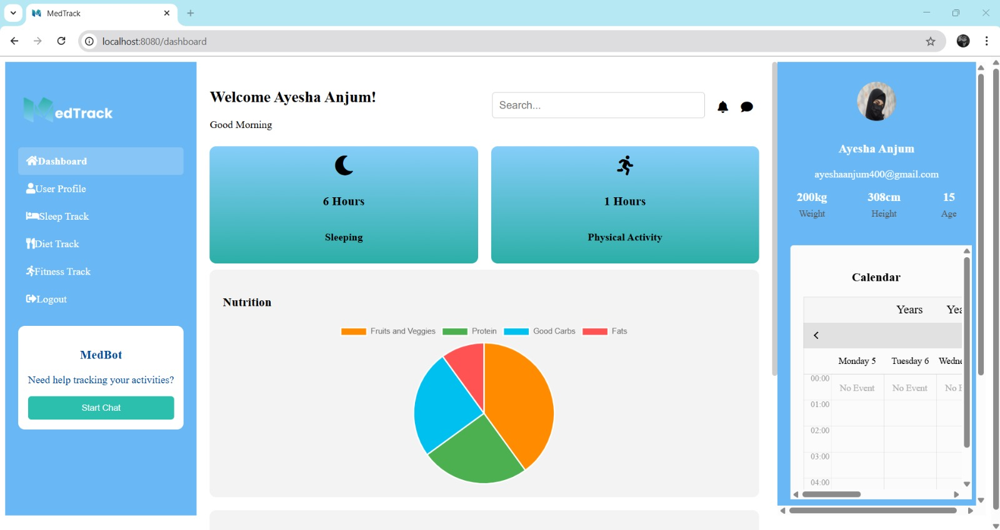 MedTrack
localhost:8080/dashboard
MedTrack
Dashboard
User Profile
Sleep Track
Diet Track
Fitness Track
Logout
MedBot
Need help tracking your activities?
Start Chat
Welcome Ayesha Anjum!
Good Morning
Search...
6 Hours
Sleeping
1 Hours
Physical Activity
Nutrition
Fruits and Veggies Protein Good Carbs Fats
Ayesha Anjum
ayeshaanjum400@gmail.com
200kg 308cm 15
Weight Height Age
Calendar
Years Yea
Monday 5 Tuesday 6 Wedne
00:00 No Event No Event No E
01:00
02:00
03:00
04:00